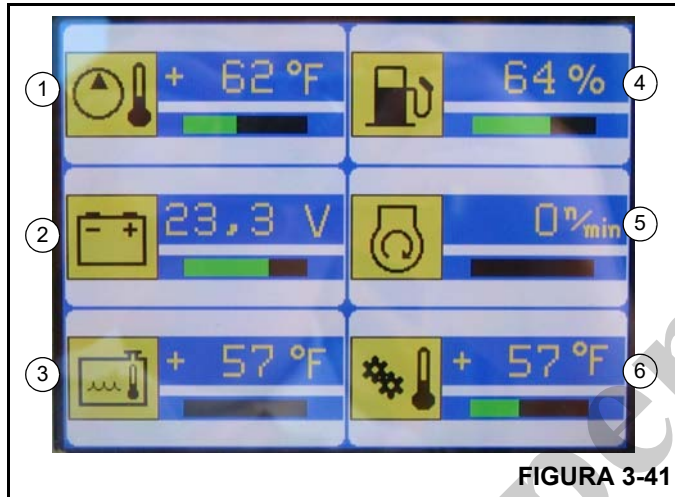 1 + 62 °F
64 % 4
2 - + 23,3 V
0 n/min 5
3 + 57 °F
+ 57 °F 6
FIGURA 3-41